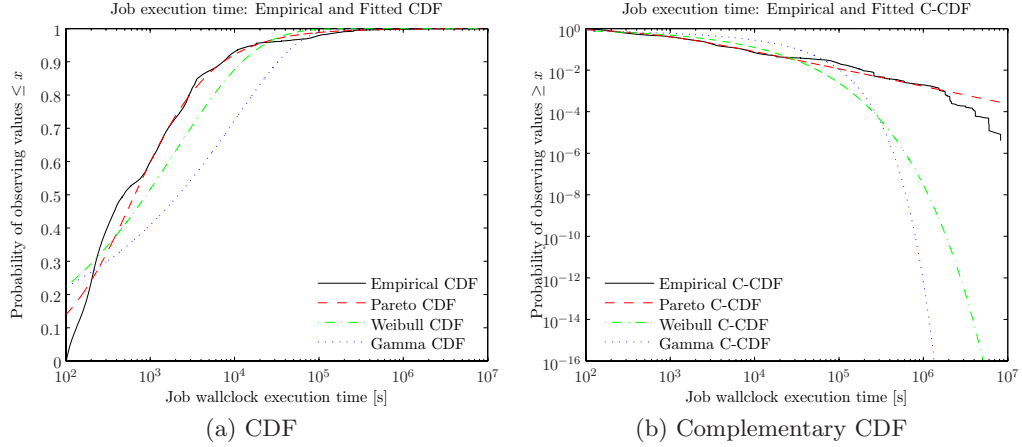 Job execution time: Empirical and Fitted CDF
1
0.9
0.8
0.7
0.6
0.5
0.4
0.3
0.2
0.1
0
Probability of observing values ≤ x
Empirical CDF
Pareto CDF
Weibull CDF
Gamma CDF
10^2 10^3 10^4 10^5 10^6 10^7
Job wallclock execution time [s]
(a) CDF
Job execution time: Empirical and Fitted C-CDF
10^0
10^-2
10^-4
10^-6
10^-8
10^-10
10^-12
10^-14
10^-16
Probability of observing values ≥ x
Empirical C-CDF
Pareto C-CDF
Weibull C-CDF
Gamma C-CDF
10^2 10^3 10^4 10^5 10^6 10^7
Job wallclock execution time [s]
(b) Complementary CDF